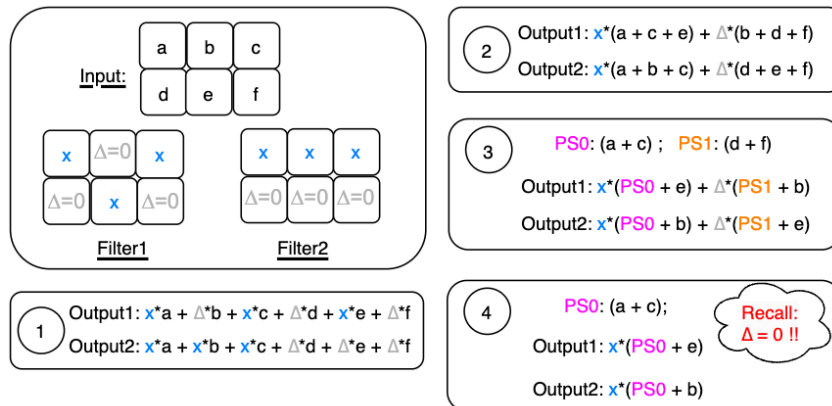 a b c
Input:
d e f
x Δ=0 x
Δ=0 x Δ=0
Filter1
x x x
Δ=0 Δ=0 Δ=0
Filter2
1
Output1: x*a + Δ*b + x*c + Δ*d + x*e + Δ*f
Output2: x*a + x*b + x*c + Δ*d + Δ*e + Δ*f
2
Output1: x*(a + c + e) + Δ*(b + d + f)
Output2: x*(a + b + c) + Δ*(d + e + f)
3
PS0: (a + c) ; PS1: (d + f)
Output1: x*(PS0 + e) + Δ*(PS1 + b)
Output2: x*(PS0 + b) + Δ*(PS1 + e)
4
PS0: (a + c);
Output1: x*(PS0 + e)
Output2: x*(PS0 + b)
Recall:
Δ = 0 !!